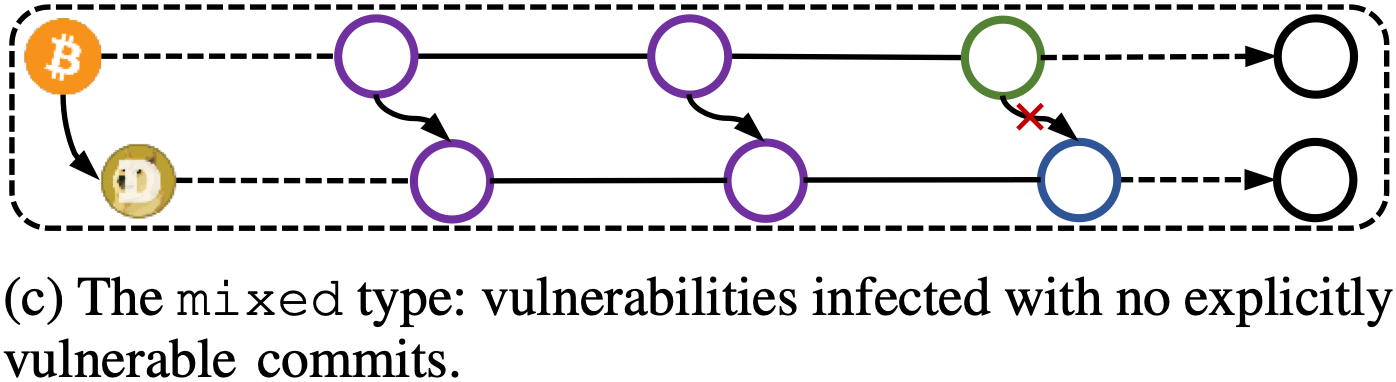 (c) The mixed type: vulnerabilities infected with no explicitly
vulnerable commits.